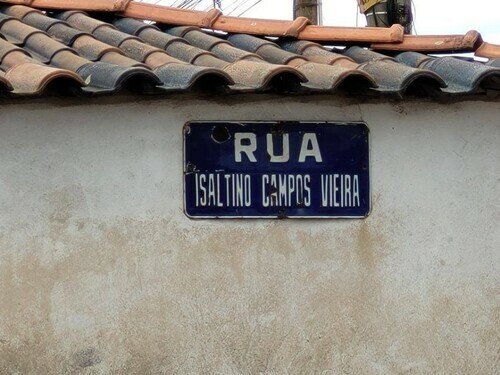 RUA
ISALTINO CAMPOS VIEIRA